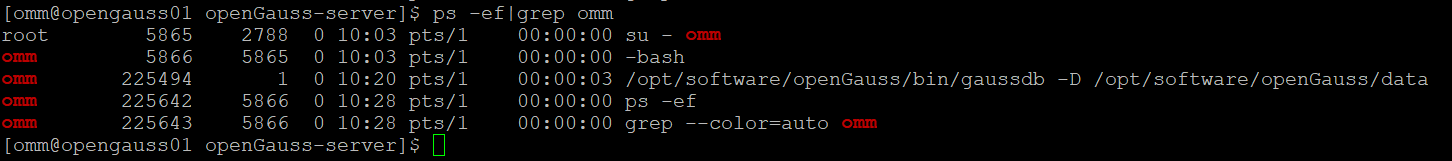 [omm@opengauss01 openGauss-server]$ ps -ef|grep omm
root        5865    2788  0 10:03 pts/1    00:00:00 su - omm
omm         5866    5865  0 10:03 pts/1    00:00:00 -bash
omm       225494       1  0 10:20 pts/1    00:00:03 /opt/software/openGauss/bin/gaussdb -D /opt/software/openGauss/data
omm       225642    5866  0 10:28 pts/1    00:00:00 ps -ef
omm       225643    5866  0 10:28 pts/1    00:00:00 grep --color=auto omm
[omm@opengauss01 openGauss-server]$